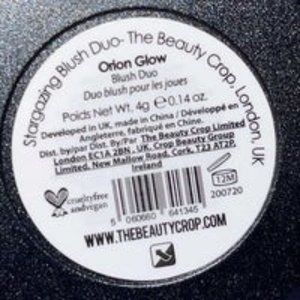 Stargazing Blush Duo- The Beauty Crop, London, UK
Orion Glow
Blush Duo
Duo blush pour les joues
Poids Net Wt. 4g ℮ 0.14 oz.
Developed in UK, made in China / Développé en
Angleterre, fabriqué en Chine.
Dist. by/par Dist. By/Par The Beauty Crop Limited
London EC1A 2BN , UK, Crop Beauty Group
Limited, New Mallow Road, Cork, T23 AT2P,
Ireland
crueltyfree
andvegan
12M
6 060660 641345
200720
WWW.THEBEAUTYCROP.COM